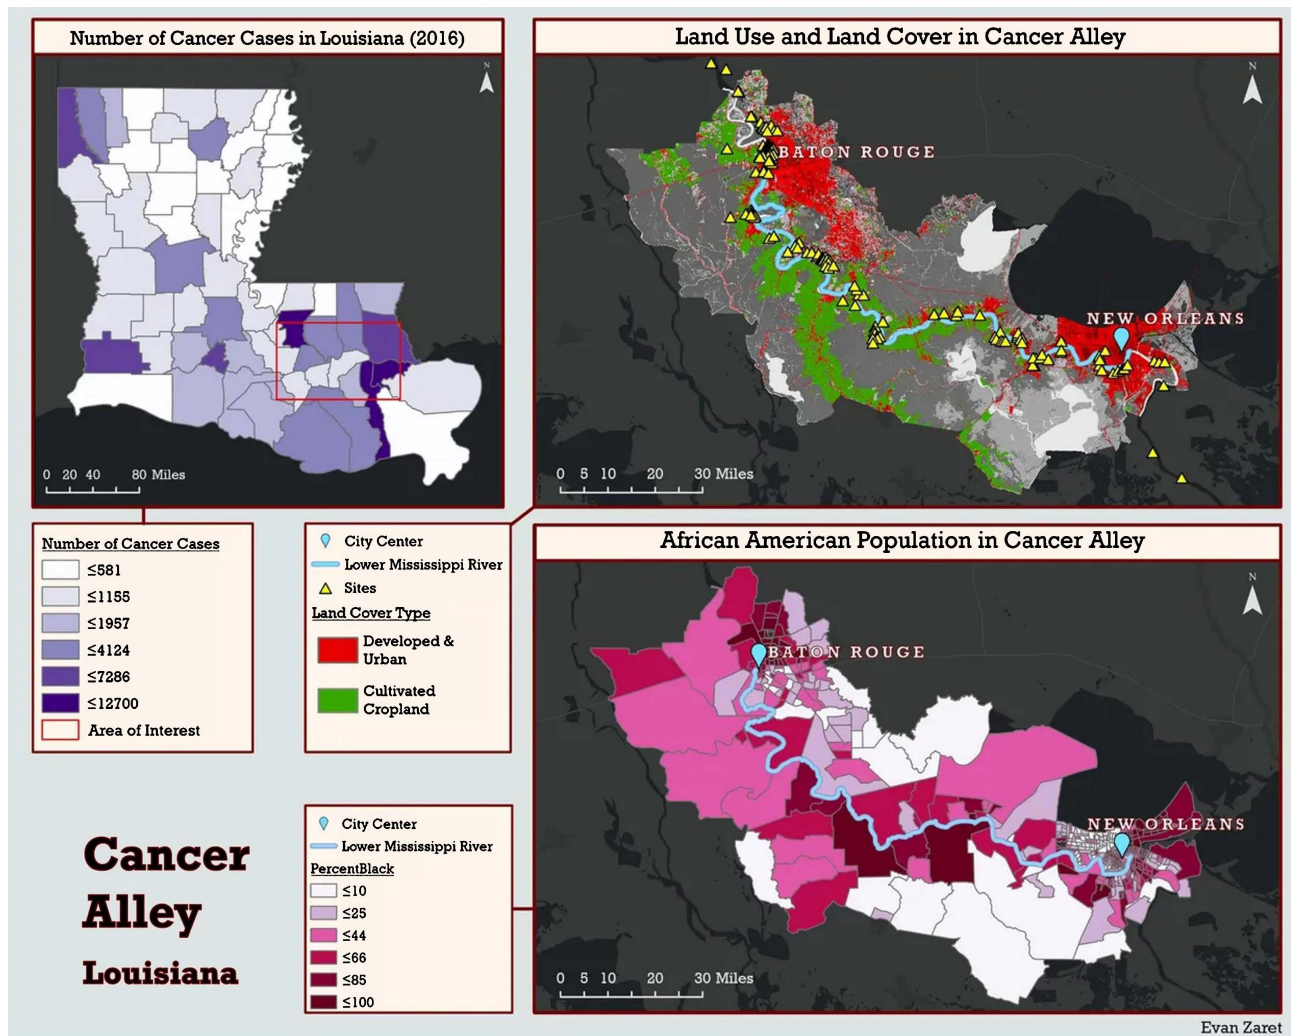 Number of Cancer Cases in Louisiana (2016)
N
0 20 40 80 Miles
Land Use and Land Cover in Cancer Alley
N
BATON ROUGE
NEW ORLEANS
0 5 10 20 30 Miles
Number of Cancer Cases
≤581
≤1155
≤1957
≤4124
≤7286
≤12700
Area of Interest
City Center
Lower Mississippi River
Sites
Land Cover Type
Developed &
Urban
Cultivated
Cropland
African American Population in Cancer Alley
N
BATON ROUGE
NEW ORLEANS
0 5 10 20 30 Miles
City Center
Lower Mississippi River
PercentBlack
≤10
≤25
≤44
≤66
≤85
≤100
Cancer
Alley
Louisiana
Evan Zaret